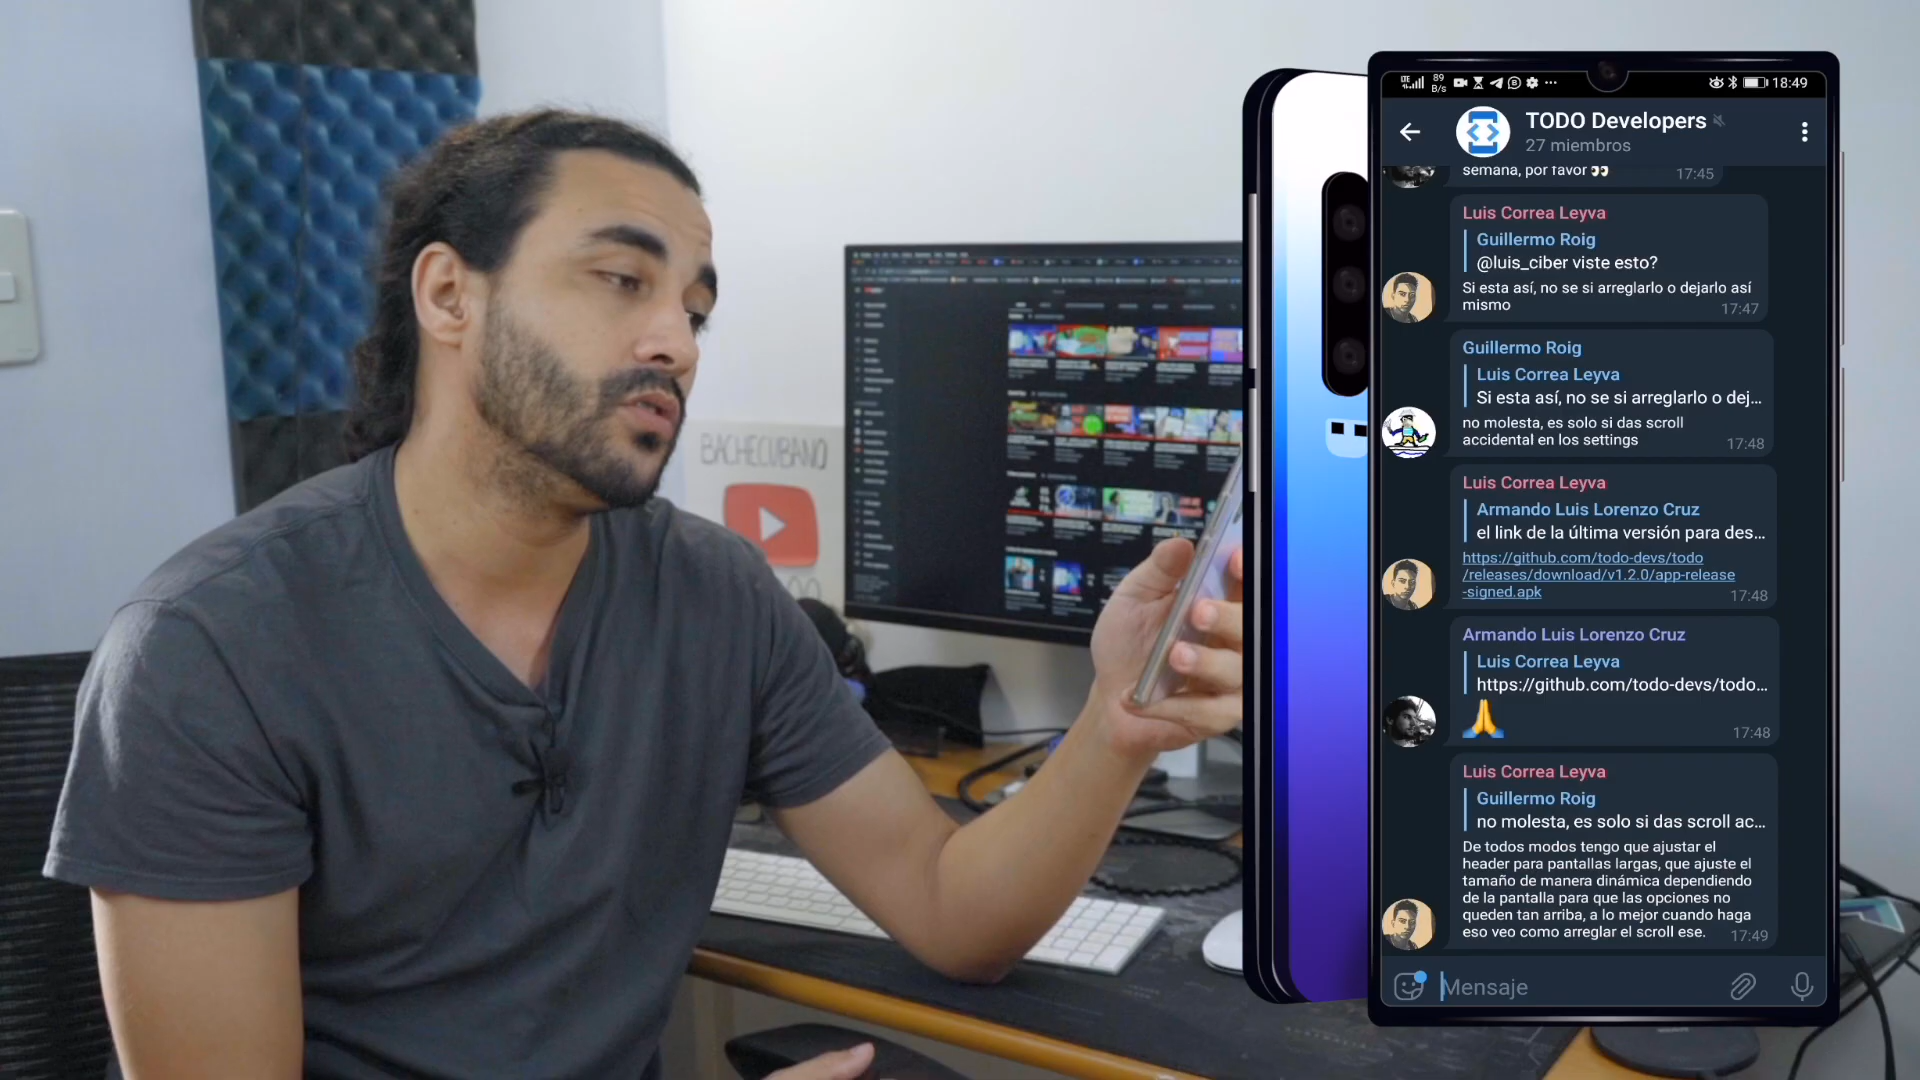 BACHECUBANO
LTE
89
B/s
18:49
TODO Developers
27 miembros
semana, por favor 👀
17:45
Luis Correa Leyva
Guillermo Roig
@luis_ciber viste esto?
Si esta así, no se si arreglarlo o dejarlo así
mismo
17:47
Guillermo Roig
Luis Correa Leyva
Si esta así, no se si arreglarlo o dej...
no molesta, es solo si das scroll
accidental en los settings
17:48
Luis Correa Leyva
Armando Luis Lorenzo Cruz
el link de la última versión para des...
https://github.com/todo-devs/todo
/releases/download/v1.2.0/app-release
-signed.apk
17:48
Armando Luis Lorenzo Cruz
Luis Correa Leyva
https://github.com/todo-devs/todo...
🙏
17:48
Luis Correa Leyva
Guillermo Roig
no molesta, es solo si das scroll ac...
De todos modos tengo que ajustar el
header para pantallas largas, que ajuste el
tamaño de manera dinámica dependiendo
de la pantalla para que las opciones no
queden tan arriba, a lo mejor cuando haga
eso veo como arreglar el scroll ese.
17:49
Mensaje